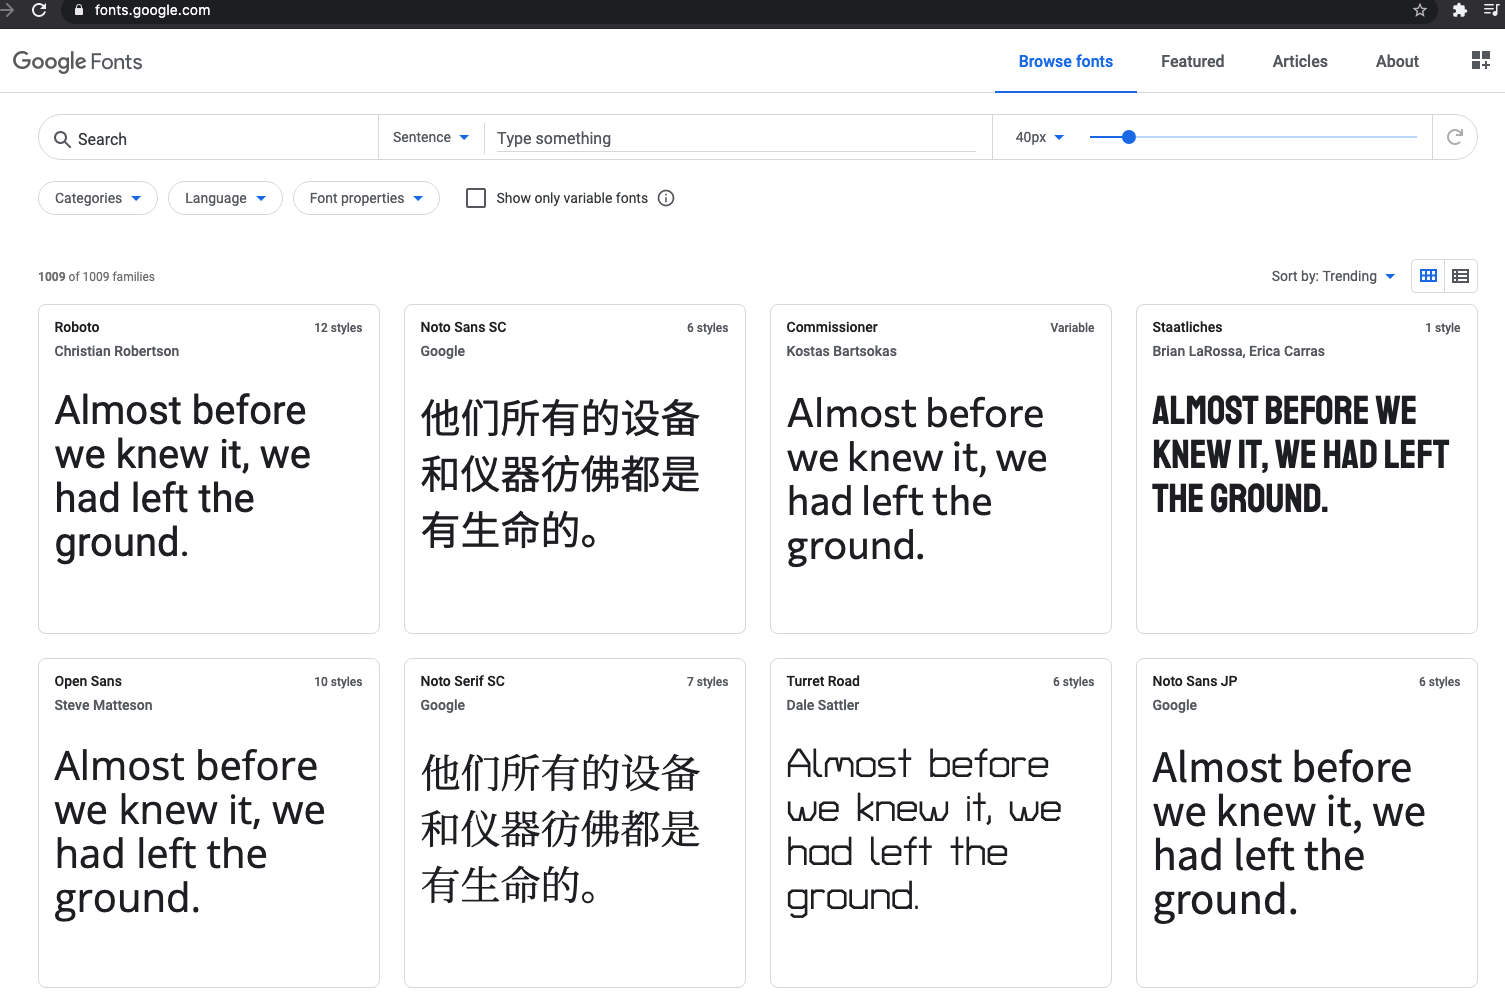 fonts.google.com
Google Fonts
Browse fonts
Featured
Articles
About
Search
Sentence
Type something
40px
Categories
Language
Font properties
Show only variable fonts
1009 of 1009 families
Sort by: Trending
Roboto
12 styles
Christian Robertson
Almost before
we knew it, we
had left the
ground.
Noto Sans SC
6 styles
Google
他们所有的设备
和仪器彷佛都是
有生命的。
Commissioner
Variable
Kostas Bartsokas
Almost before
we knew it, we
had left the
ground.
Staatliches
1 style
Brian LaRossa, Erica Carras
ALMOST BEFORE WE
KNEW IT, WE HAD LEFT
THE GROUND.
Open Sans
10 styles
Steve Matteson
Almost before
we knew it, we
had left the
ground.
Noto Serif SC
7 styles
Google
他们所有的设备
和仪器彷佛都是
有生命的。
Turret Road
6 styles
Dale Sattler
Almost before
we knew it, we
had left the
ground.
Noto Sans JP
6 styles
Google
Almost before
we knew it, we
had left the
ground.